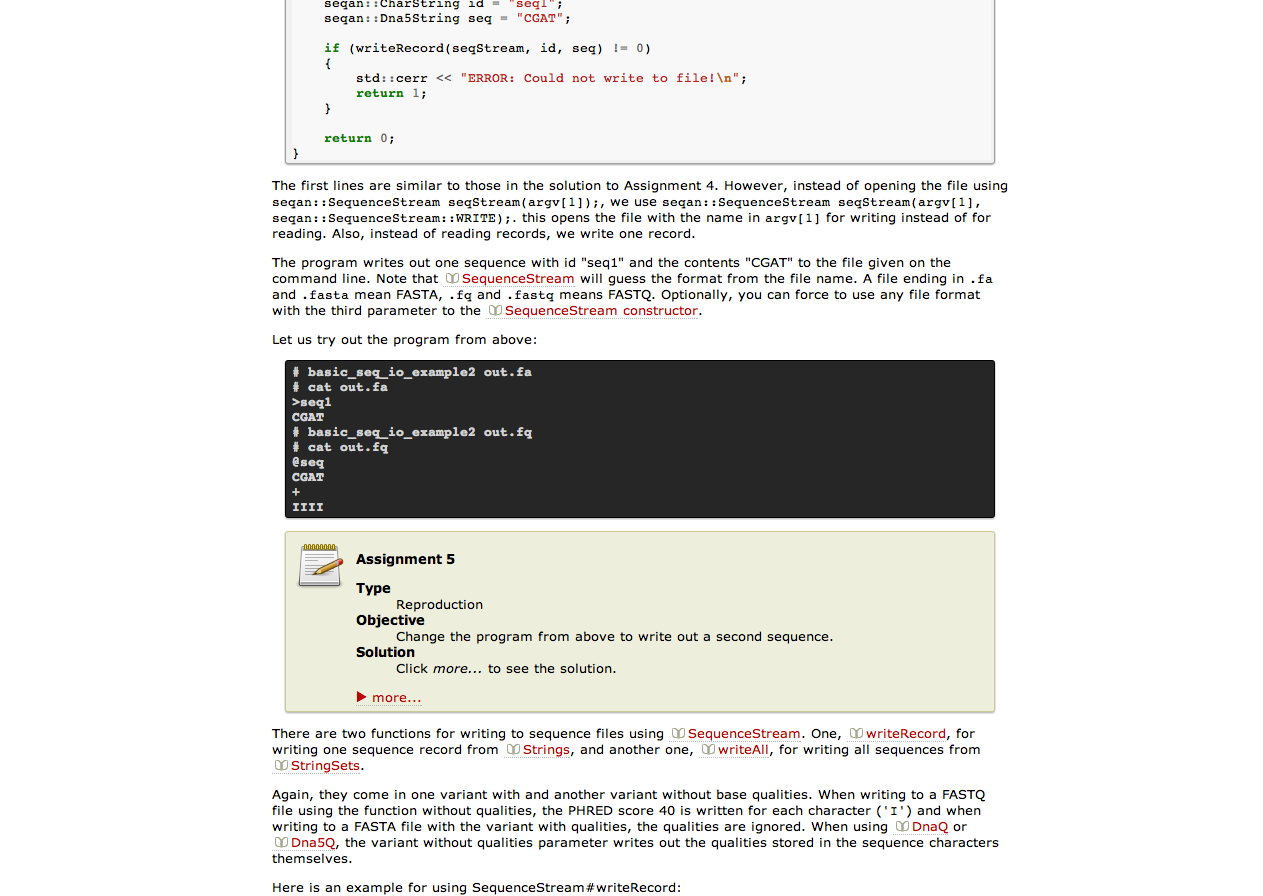 seqan::CharString id = "seq1";
seqan::Dna5String seq = "CGAT";
if (writeRecord(seqStream, id, seq) != 0)
{
std::cerr << "ERROR: Could not write to file!\n";
return 1;
}
return 0;
}
The first lines are similar to those in the solution to Assignment 4. However, instead of opening the file using
seqan::SequenceStream seqStream(argv[1]);, we use seqan::SequenceStream seqStream(argv[1],
seqan::SequenceStream::WRITE);. this opens the file with the name in argv[1] for writing instead of for
reading. Also, instead of reading records, we write one record.
The program writes out one sequence with id "seq1" and the contents "CGAT" to the file given on the
command line. Note that SequenceStream will guess the format from the file name. A file ending in .fa
and .fasta mean FASTA, .fq and .fastq means FASTQ. Optionally, you can force to use any file format
with the third parameter to the SequenceStream constructor.
Let us try out the program from above:
# basic_seq_io_example2 out.fa
# cat out.fa
>seq1
CGAT
# basic_seq_io_example2 out.fq
# cat out.fq
@seq
CGAT
+
IIII
Assignment 5
Type
Reproduction
Objective
Change the program from above to write out a second sequence.
Solution
Click more... to see the solution.
more...
There are two functions for writing to sequence files using SequenceStream. One, writeRecord, for
writing one sequence record from Strings, and another one, writeAll, for writing all sequences from
StringSets.
Again, they come in one variant with and another variant without base qualities. When writing to a FASTQ
file using the function without qualities, the PHRED score 40 is written for each character ('I') and when
writing to a FASTA file with the variant with qualities, the qualities are ignored. When using DnaQ or
Dna5Q, the variant without qualities parameter writes out the qualities stored in the sequence characters
themselves.
Here is an example for using SequenceStream#writeRecord: